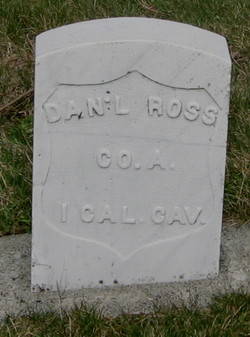 DAN'L ROSS
CO. A.
1 CAL. CAV.